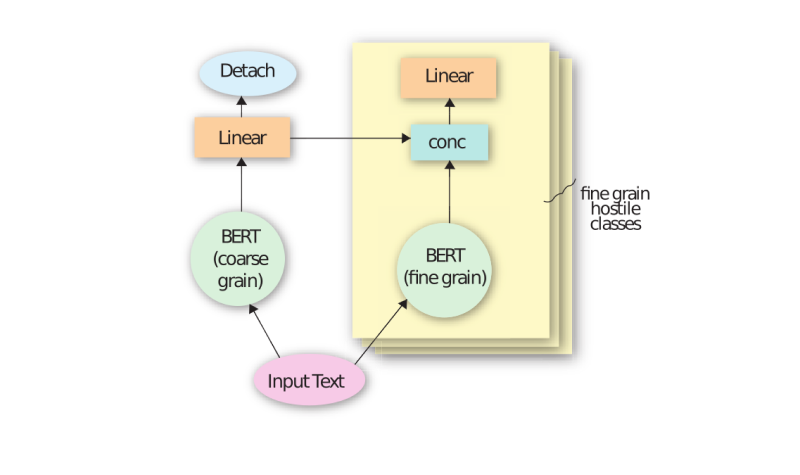 Detach
Linear
Linear
conc
BERT
(coarse
grain)
BERT
(fine grain)
fine grain
hostile
classes
Input Text